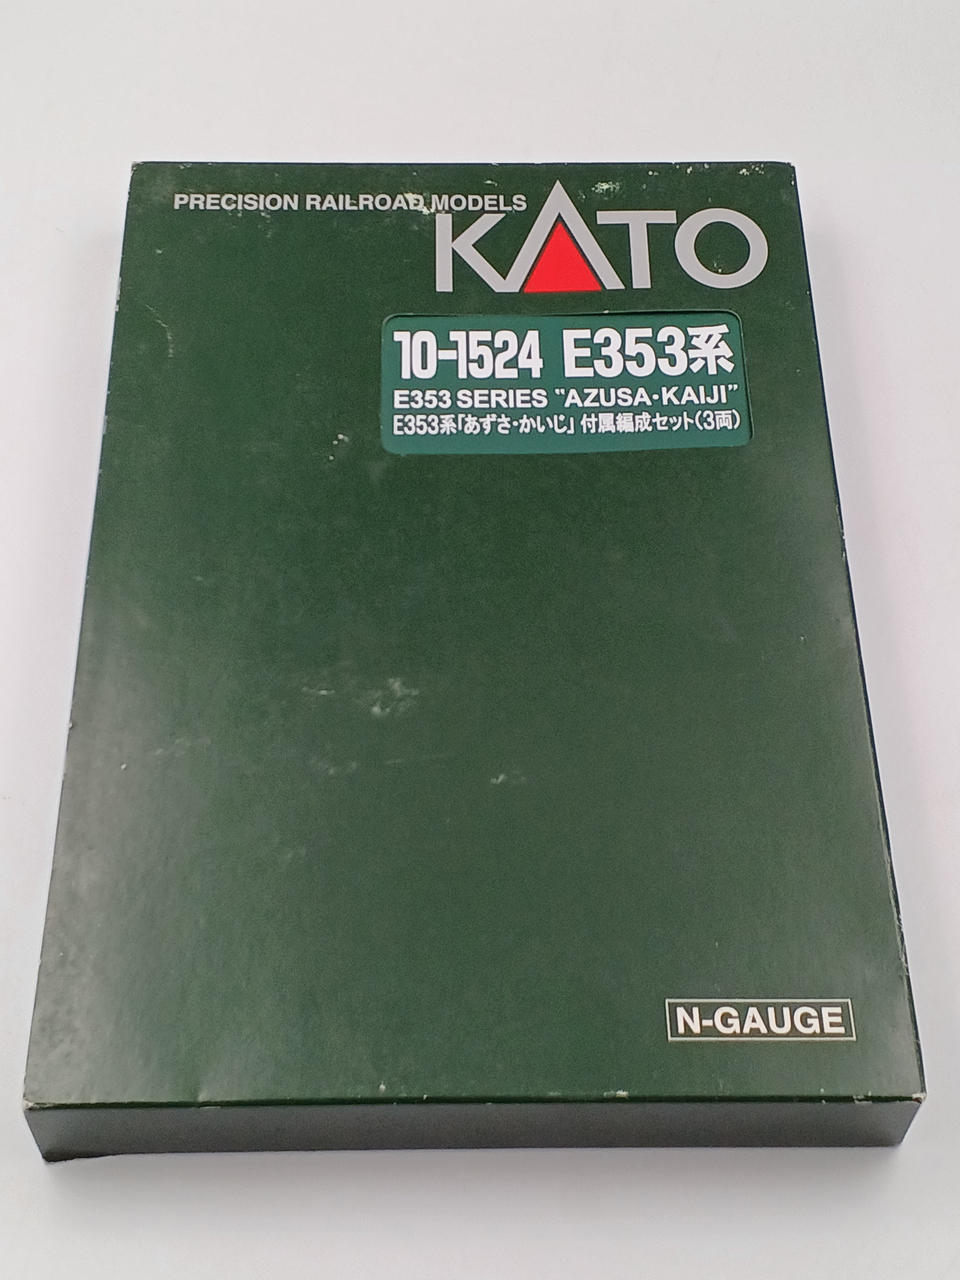 PRECISION RAILROAD MODELS
KATO
10-1524 E353系
E353 SERIES "AZUSA・KAIJI"
E353系「あずさ・かいじ」 付属編成セット(3両)
N-GAUGE